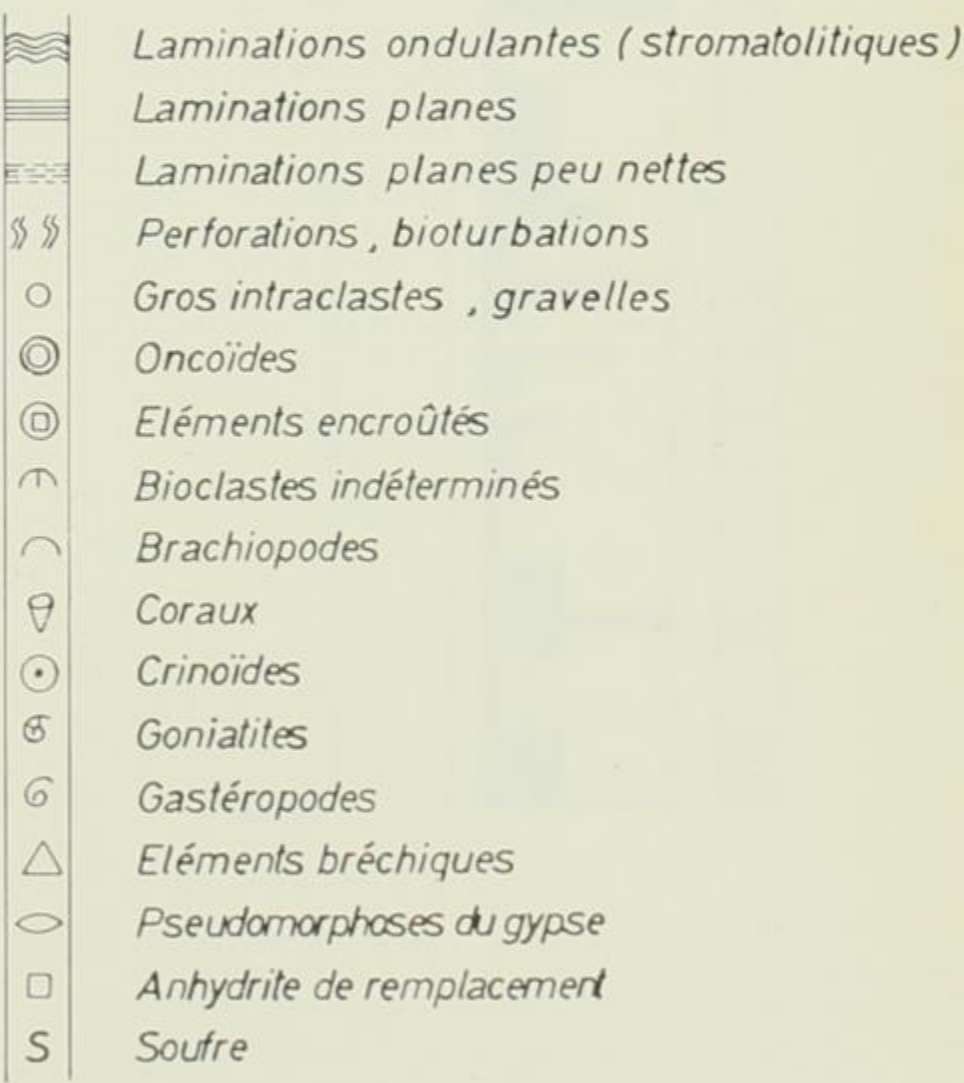 Laminations ondulantes (stromatolitiques)
Laminations planes
Laminations planes peu nettes
Perforations, bioturbations
Gros intraclastes, gravelles
Oncoïdes
Eléments encroûtés
Bioclastes indéterminés
Brachiopodes
Coraux
Crinoïdes
Goniatites
Gastéropodes
Eléments bréchiques
Pseudomorphoses du gypse
Anhydrite de remplacement
S Soufre